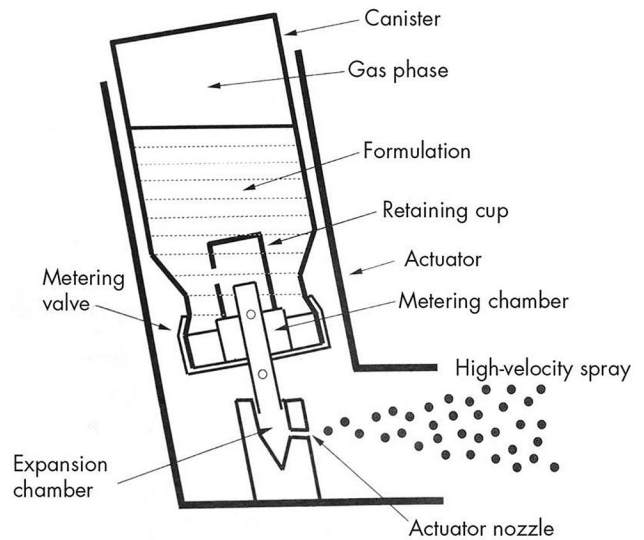 Canister
Gas phase
Formulation
Retaining cup
Actuator
Metering
valve
Metering chamber
High-velocity spray
Expansion
chamber
Actuator nozzle